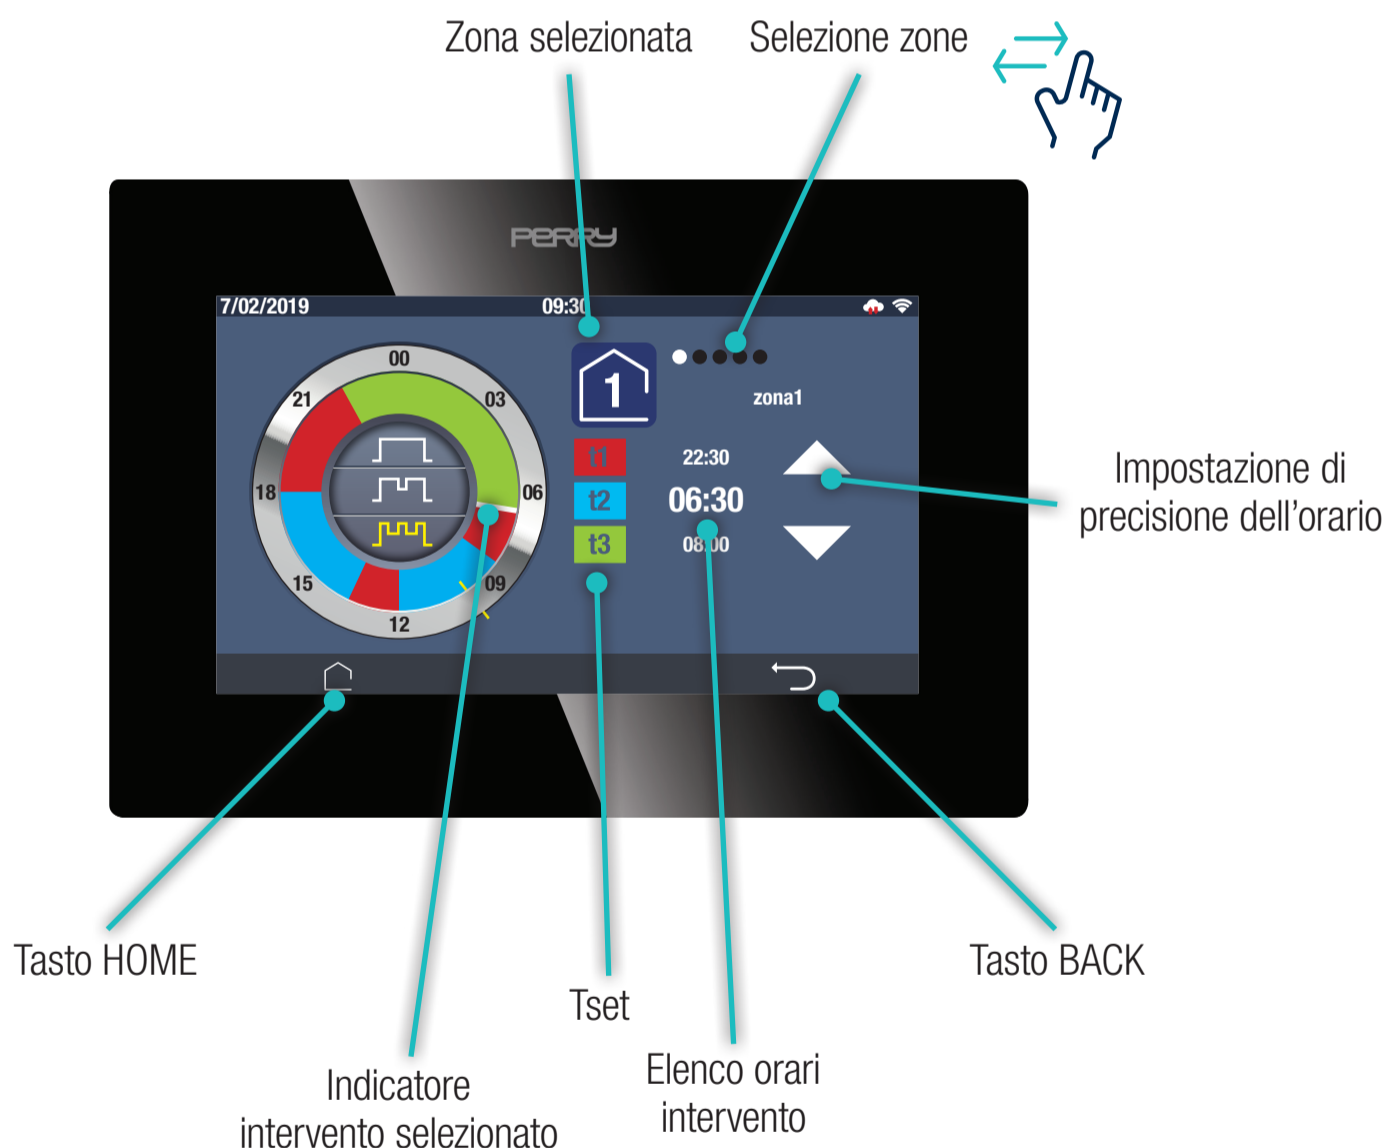 Zona selezionata
Selezione zone
PERRY
7/02/2019
09:30
00
03
06
09
12
15
18
21
1
zona1
t1
22:30
t2
06:30
t3
08:00
Impostazione di
precisione dell'orario
Tasto HOME
Tasto BACK
Tset
Elenco orari
intervento
Indicatore
intervento selezionato